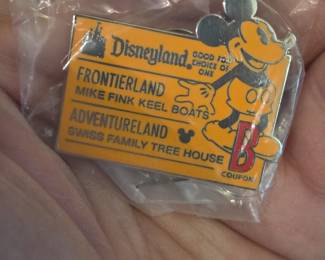 Disneyland GOOD FOR
CHOICE OF
ONE
FRONTIERLAND
MIKE FINK KEEL BOATS
ADVENTURELAND
SWISS FAMILY TREE HOUSE
B
COUPON